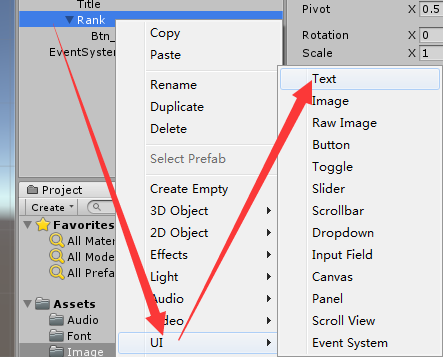 Title
Rank
Btn_
EventSystem
Copy
Paste
Rename
Duplicate
Delete
Select Prefab
Create Empty
3D Object
2D Object
Effects
Light
Audio
Video
UI
Text
Image
Raw Image
Button
Toggle
Slider
Scrollbar
Dropdown
Input Field
Canvas
Panel
Scroll View
Event System
Pivot X 0.5
Rotation X 0
Scale X 1
Project
Create
Favorites
All Mater
All Mode
All Prefa
Assets
Audio
Font
Image